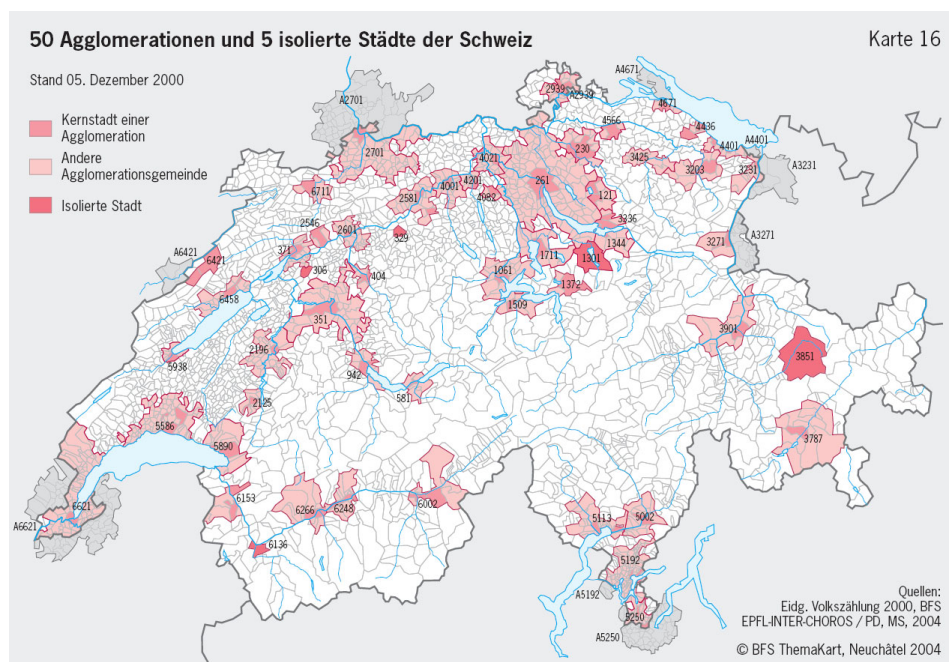 50 Agglomerationen und 5 isolierte Städte der Schweiz
Karte 16
Stand 05. Dezember 2000
Kernstadt einer
Agglomeration
Andere
Agglomerationsgemeinde
Isolierte Stadt
A4671
2939
A2939
A2701
4671
4566
4436
2701
230
4401
A4401
4021
3425
3203
3231
A3231
6711
4201
261
4001
4082
121
2581
2546
3336
2601
329
371
1711
1344
3271
A3271
A6421
6421
306
1301
404
1061
1372
6458
1509
351
3901
2196
3851
5938
942
581
2125
5586
5890
3787
6153
6621
6266
6248
6002
A6621
5113
5002
6136
5192
A5192
5250
A5250
Quellen:
Eidg. Volkszählung 2000, BFS
EPFL-INTER-CHOROS / PD, MS, 2004
© BFS ThemaKart, Neuchâtel 2004